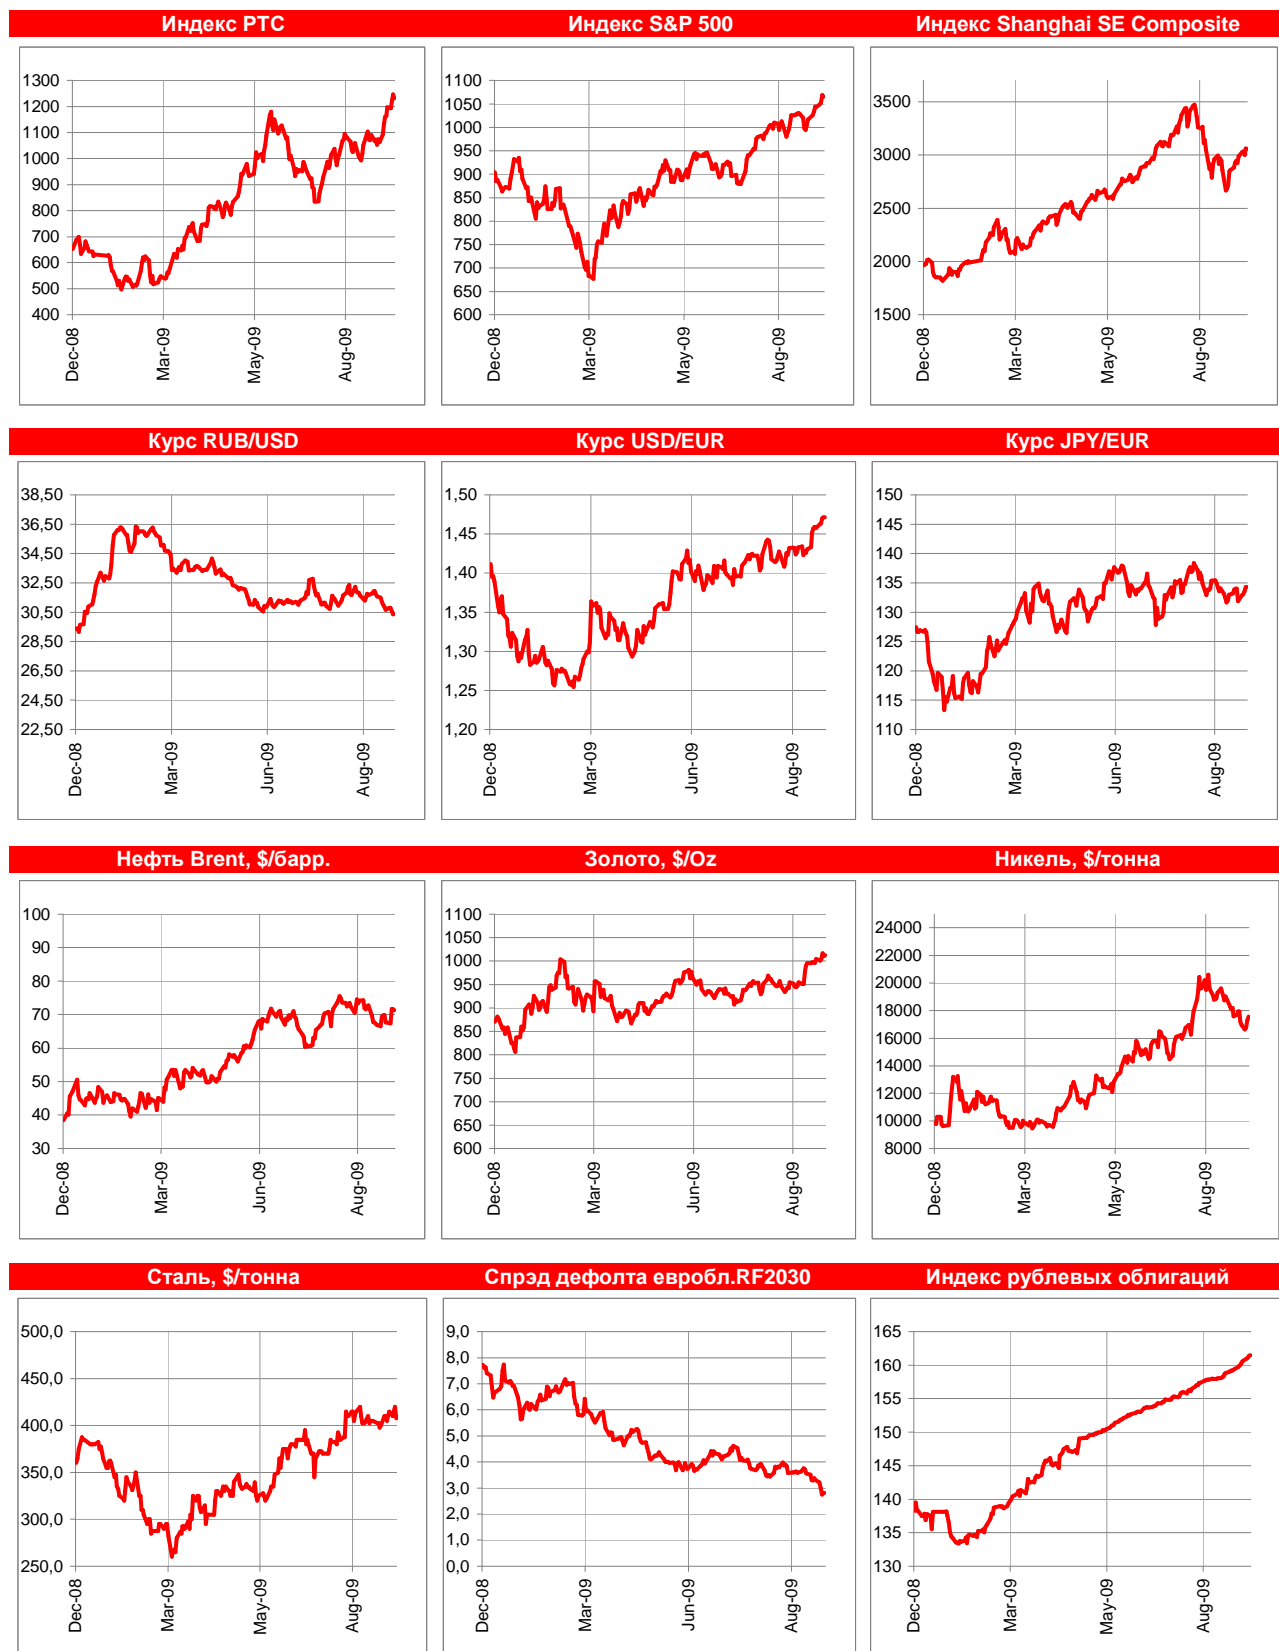 Индекс РТС
1300
1200
1100
1000
900
800
700
600
500
400
Dec-08
Mar-09
May-09
Aug-09
Индекс S&P 500
1100
1050
1000
950
900
850
800
750
700
650
600
Dec-08
Mar-09
May-09
Aug-09
Индекс Shanghai SE Composite
3500
3000
2500
2000
1500
Dec-08
Mar-09
May-09
Aug-09
Курс RUB/USD
38,50
36,50
34,50
32,50
30,50
28,50
26,50
24,50
22,50
Dec-08
Mar-09
Jun-09
Aug-09
Курс USD/EUR
1,50
1,45
1,40
1,35
1,30
1,25
1,20
Dec-08
Mar-09
Jun-09
Aug-09
Курс JPY/EUR
150
145
140
135
130
125
120
115
110
Dec-08
Mar-09
Jun-09
Aug-09
Нефть Brent, $/барр.
100
90
80
70
60
50
40
30
Dec-08
Mar-09
Jun-09
Aug-09
Золото, $/Oz
1100
1050
1000
950
900
850
800
750
700
650
600
Dec-08
Mar-09
Jun-09
Aug-09
Никель, $/тонна
24000
22000
20000
18000
16000
14000
12000
10000
8000
Dec-08
Mar-09
May-09
Aug-09
Сталь, $/тонна
500,0
450,0
400,0
350,0
300,0
250,0
Dec-08
Mar-09
May-09
Aug-09
Спрэд дефолта евробл.RF2030
9,0
8,0
7,0
6,0
5,0
4,0
3,0
2,0
1,0
0,0
Dec-08
Mar-09
Jun-09
Aug-09
Индекс рублевых облигаций
165
160
155
150
145
140
135
130
Dec-08
Mar-09
May-09
Aug-09